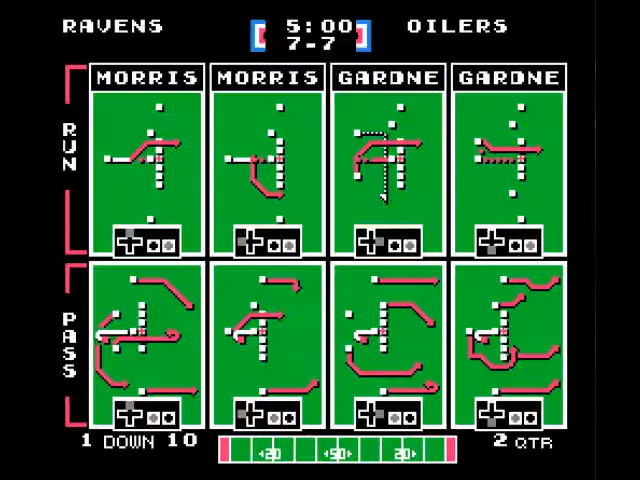 RAVENS 5:00 OILERS
7-7
MORRIS MORRIS GARDNE GARDNE
RUN
PASS
1 DOWN 10 2 QTR
20 50 20